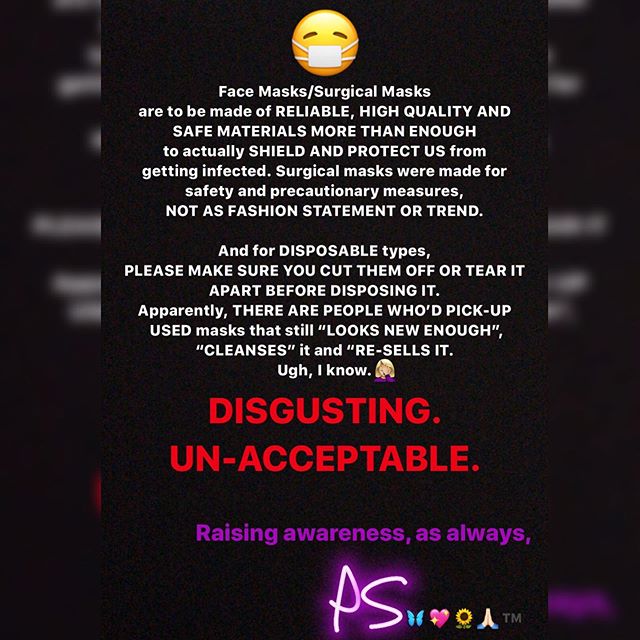 Face Masks/Surgical Masks
are to be made of RELIABLE, HIGH QUALITY AND
SAFE MATERIALS MORE THAN ENOUGH
to actually SHIELD AND PROTECT US from
getting infected. Surgical masks were made for
safety and precautionary measures,
NOT AS FASHION STATEMENT OR TREND.
And for DISPOSABLE types,
PLEASE MAKE SURE YOU CUT THEM OFF OR TEAR IT
APART BEFORE DISPOSING IT.
Apparently, THERE ARE PEOPLE WHO'D PICK-UP
USED masks that still “LOOKS NEW ENOUGH”,
“CLEANSES” it and “RE-SELLS IT.
Ugh, I know.🤦🏼‍♀️
DISGUSTING.
UN-ACCEPTABLE.
Raising awareness, as always,
PS🦋💖🌻🙏🏻™